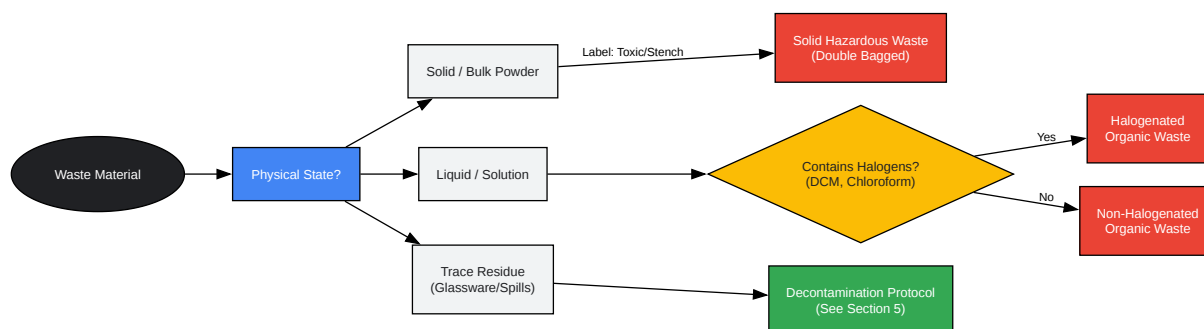 Waste Material
Physical State?
Solid / Bulk Powder
Label: Toxic/Stench
Solid Hazardous Waste
(Double Bagged)
Liquid / Solution
Contains Halogens?
(DCM, Chloroform)
Yes
Halogenated
Organic Waste
No
Non-Halogenated
Organic Waste
Trace Residue
(Glassware/Spills)
Decontamination Protocol
(See Section 5)